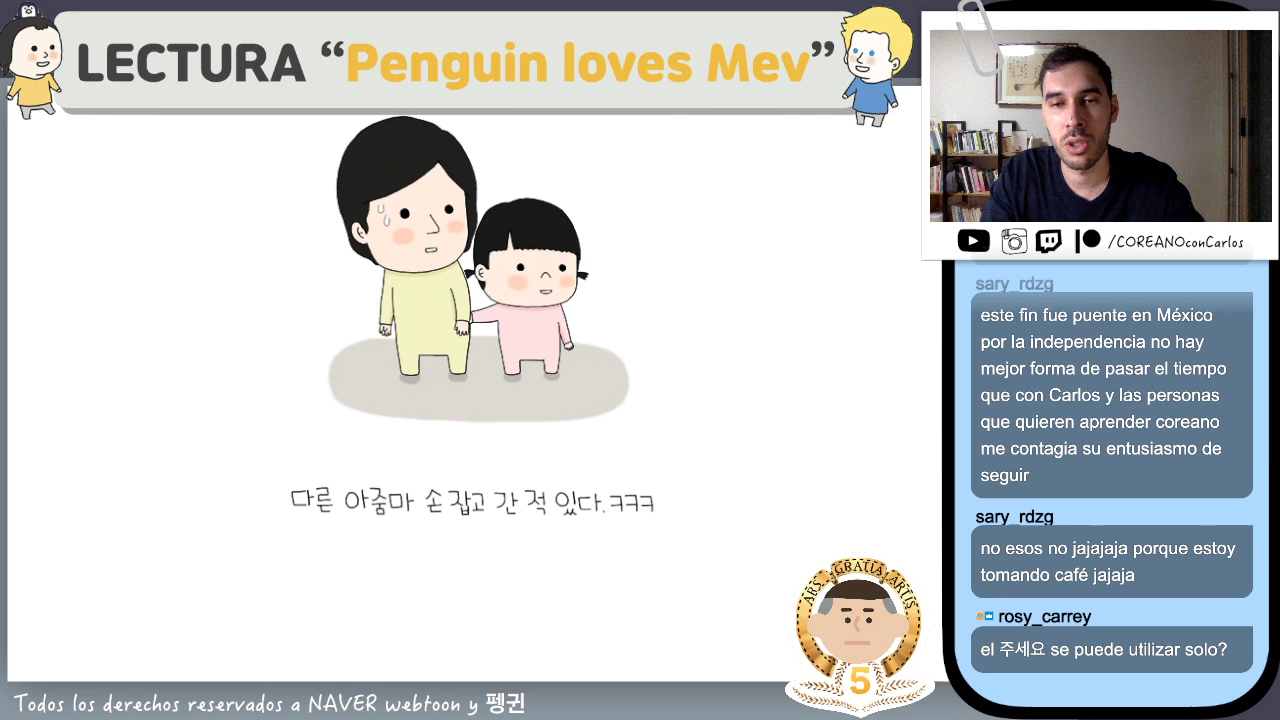 LECTURA “Penguin loves Mev”
다른 아줌마 손 잡고 간 적 있다.ㅋㅋㅋ
ARS GRATIA ARTIS
5
Todos los derechos reservados a NAVER webtoon y 펭귄
/COREANOconCarlos
sary_rdzg
este fin fue puente en México
por la independencia no hay
mejor forma de pasar el tiempo
que con Carlos y las personas
que quieren aprender coreano
me contagia su entusiasmo de
seguir
sary_rdzg
no esos no jajajaja porque estoy
tomando café jajaja
rosy_carrey
el 주세요 se puede utilizar solo?